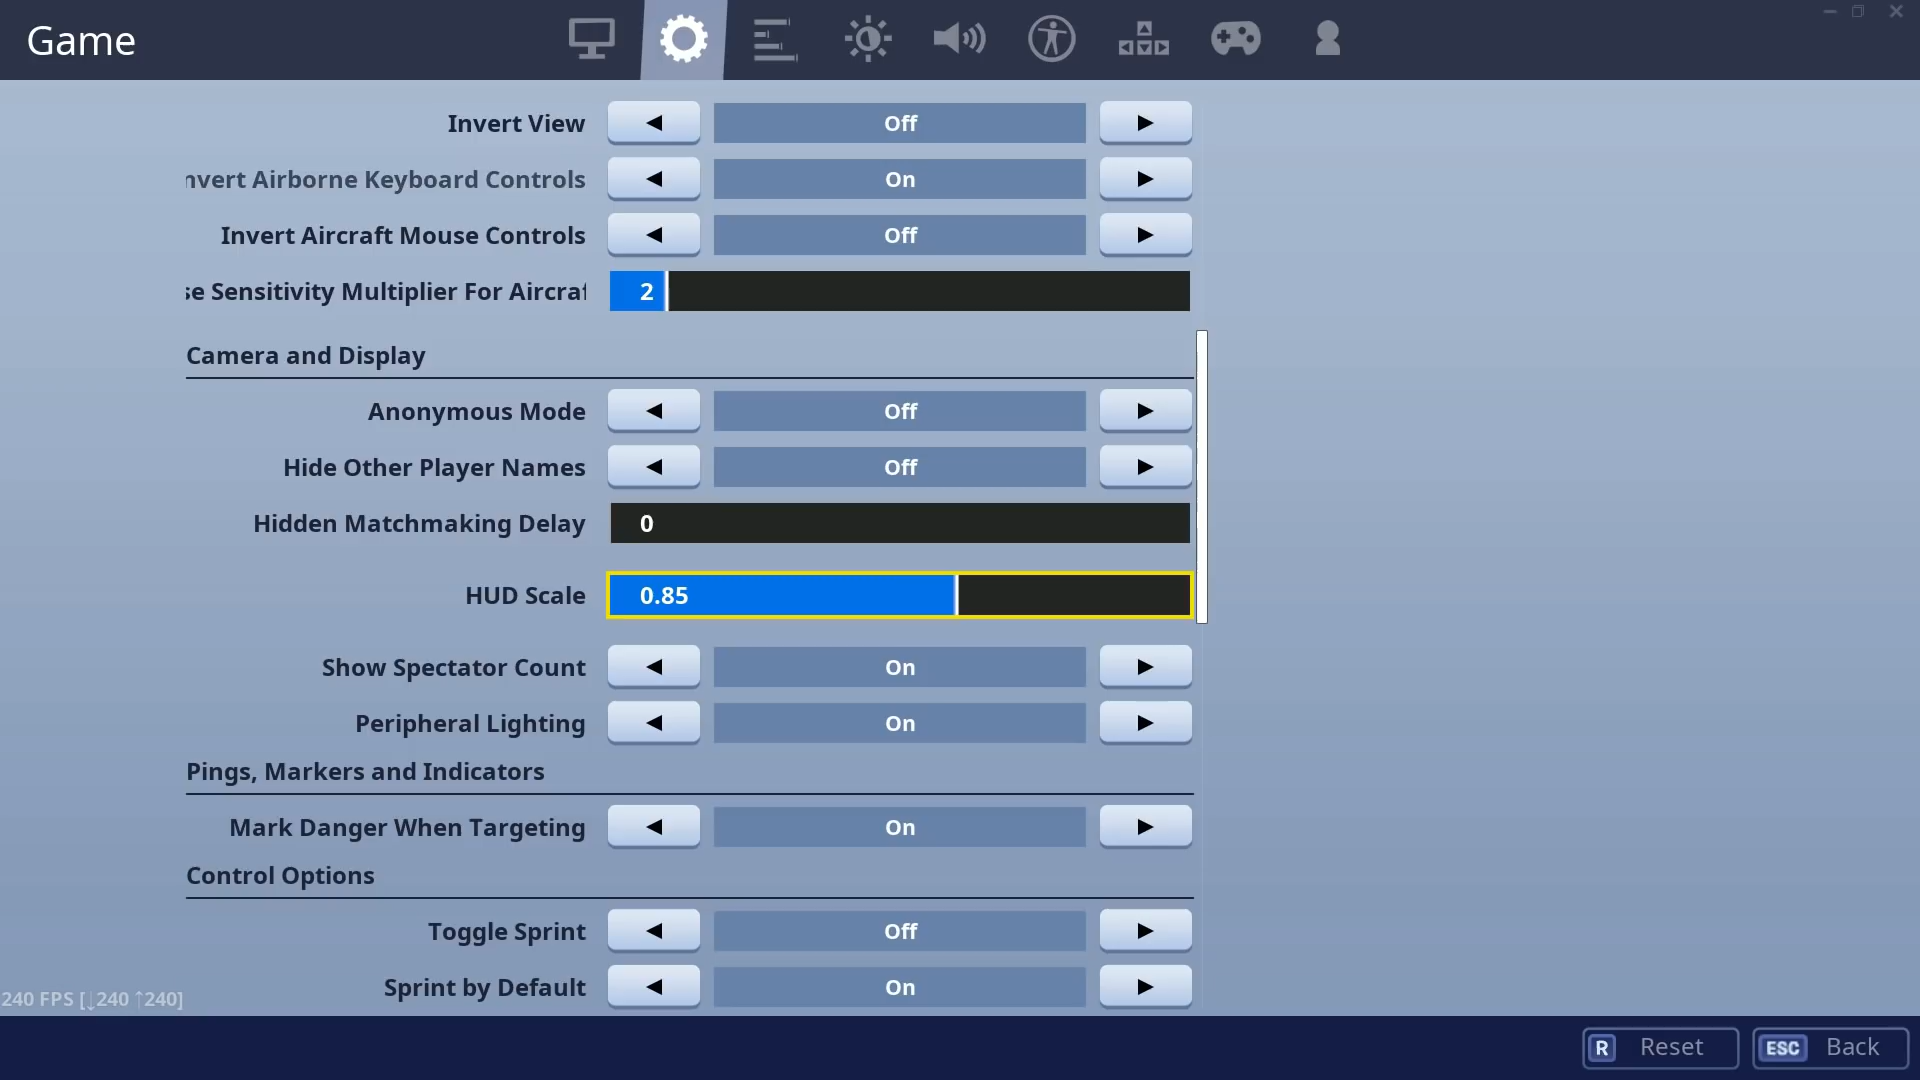 Game
Invert View Off
nvert Airborne Keyboard Controls On
Invert Aircraft Mouse Controls Off
se Sensitivity Multiplier For Aircraf 2
Camera and Display
Anonymous Mode Off
Hide Other Player Names Off
Hidden Matchmaking Delay 0
HUD Scale 0.85
Show Spectator Count On
Peripheral Lighting On
Pings, Markers and Indicators
Mark Danger When Targeting On
Control Options
Toggle Sprint Off
Sprint by Default On
240 FPS [↓240 ↑240]
R Reset ESC Back